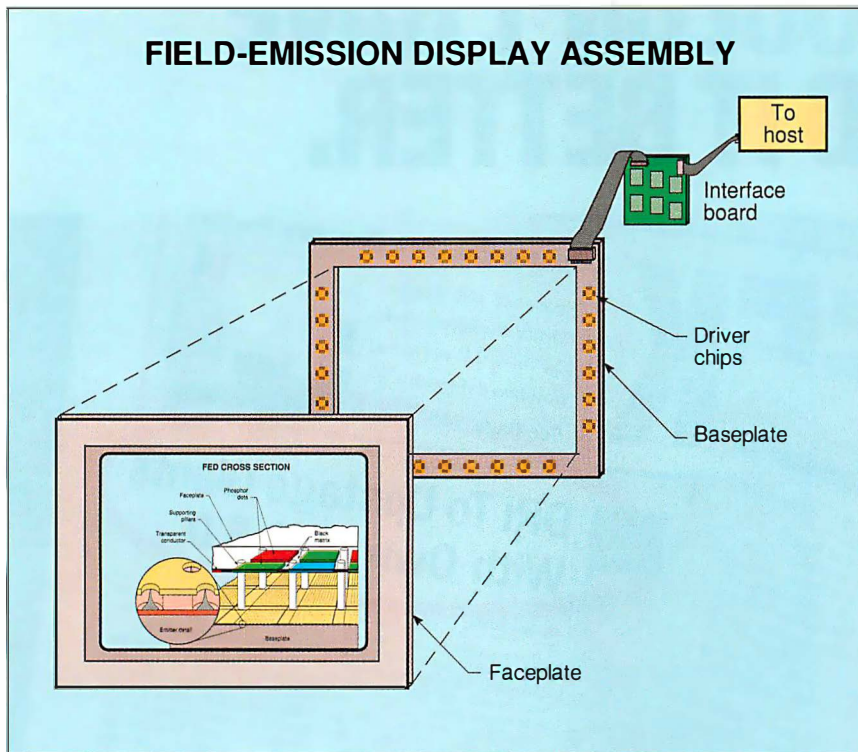 FIELD-EMISSION DISPLAY ASSEMBLY
To
host
Interface
board
Driver
chips
Baseplate
FED CROSS SECTION
Faceplate
Phosphor
dots
Supporting
pillars
Transparent
conductor
Black
matrix
Emitter detail
Baseplate
Faceplate